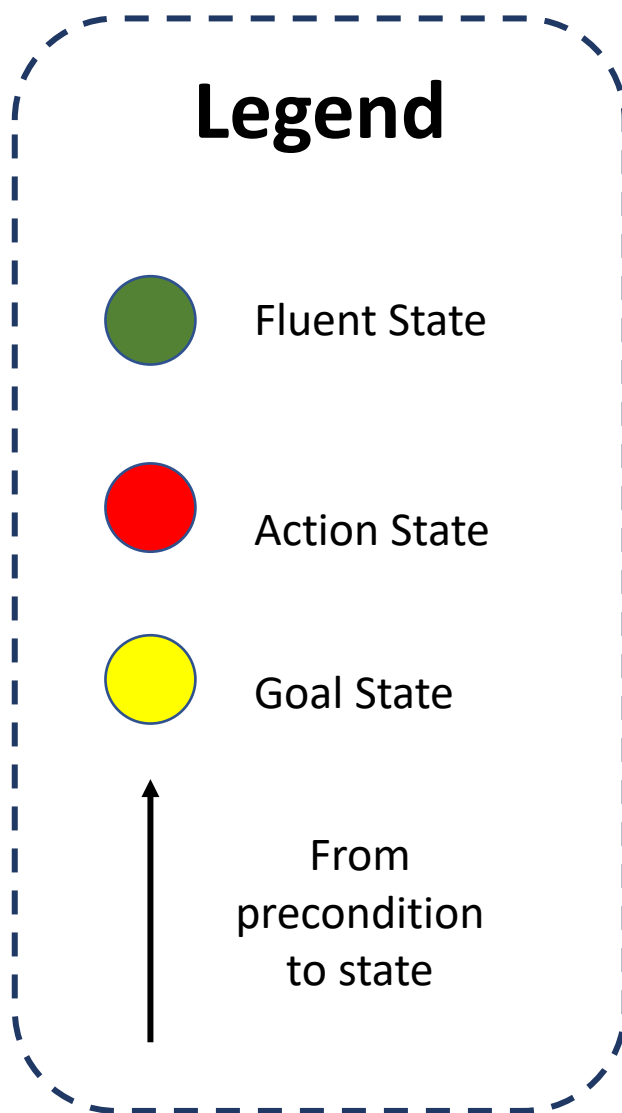 Legend
Fluent State
Action State
Goal State
From
precondition
to state